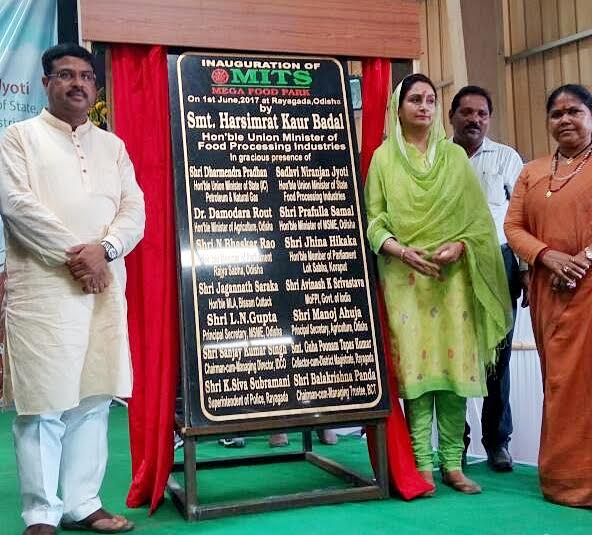 Jyoti
of State,
INAUGURATION OF
MITS
MEGA FOOD PARK
On 1st June,2017 at Rayagada,Odisha
by
Smt. Harsimrat Kaur Badal
Hon'ble Union Minister of
Food Processing Industries
In gracious presence of
Shri Dharmendra Pradhan
Hon'ble Union Minister of State (IC)
Petroleum & Natural Gas
Sadhvi Niranjan Jyoti
Hon'ble Union Minister of State
Food Processing Industries
Dr. Damodara Rout
Hon'ble Minister of Agriculture, Odisha
Shri Prafulla Samal
Hon'ble Minister of MSME, Odisha
Shri N.Bhasker Rao
Rajya Sabha, Odisha
Shri Jhina Hikaka
Hon'ble Member of Parliament
Lok Sabha, Koraput
Shri Jagannath Saraka
Hon'ble MLA, Bissam Cuttack
Shri Avinash K Srivastava
MoFPI, Govt. of India
Shri L.N.Gupta
Principal Secretary, MSME, Odisha
Shri Manoj Ahuja
Principal Secretary, Agriculture, Odisha
Shri Sanjay Kumar Singh
Chairman-cum-Managing Director, IDCO
Smt. Guha Poonam Tapas Kumar
Collector-cum-District Magistrate, Rayagada
Shri K.Siva Subramani
Superintendent of Police, Rayagada
Shri Balakrishna Panda
Chairman-cum-Managing Trustee, BCT